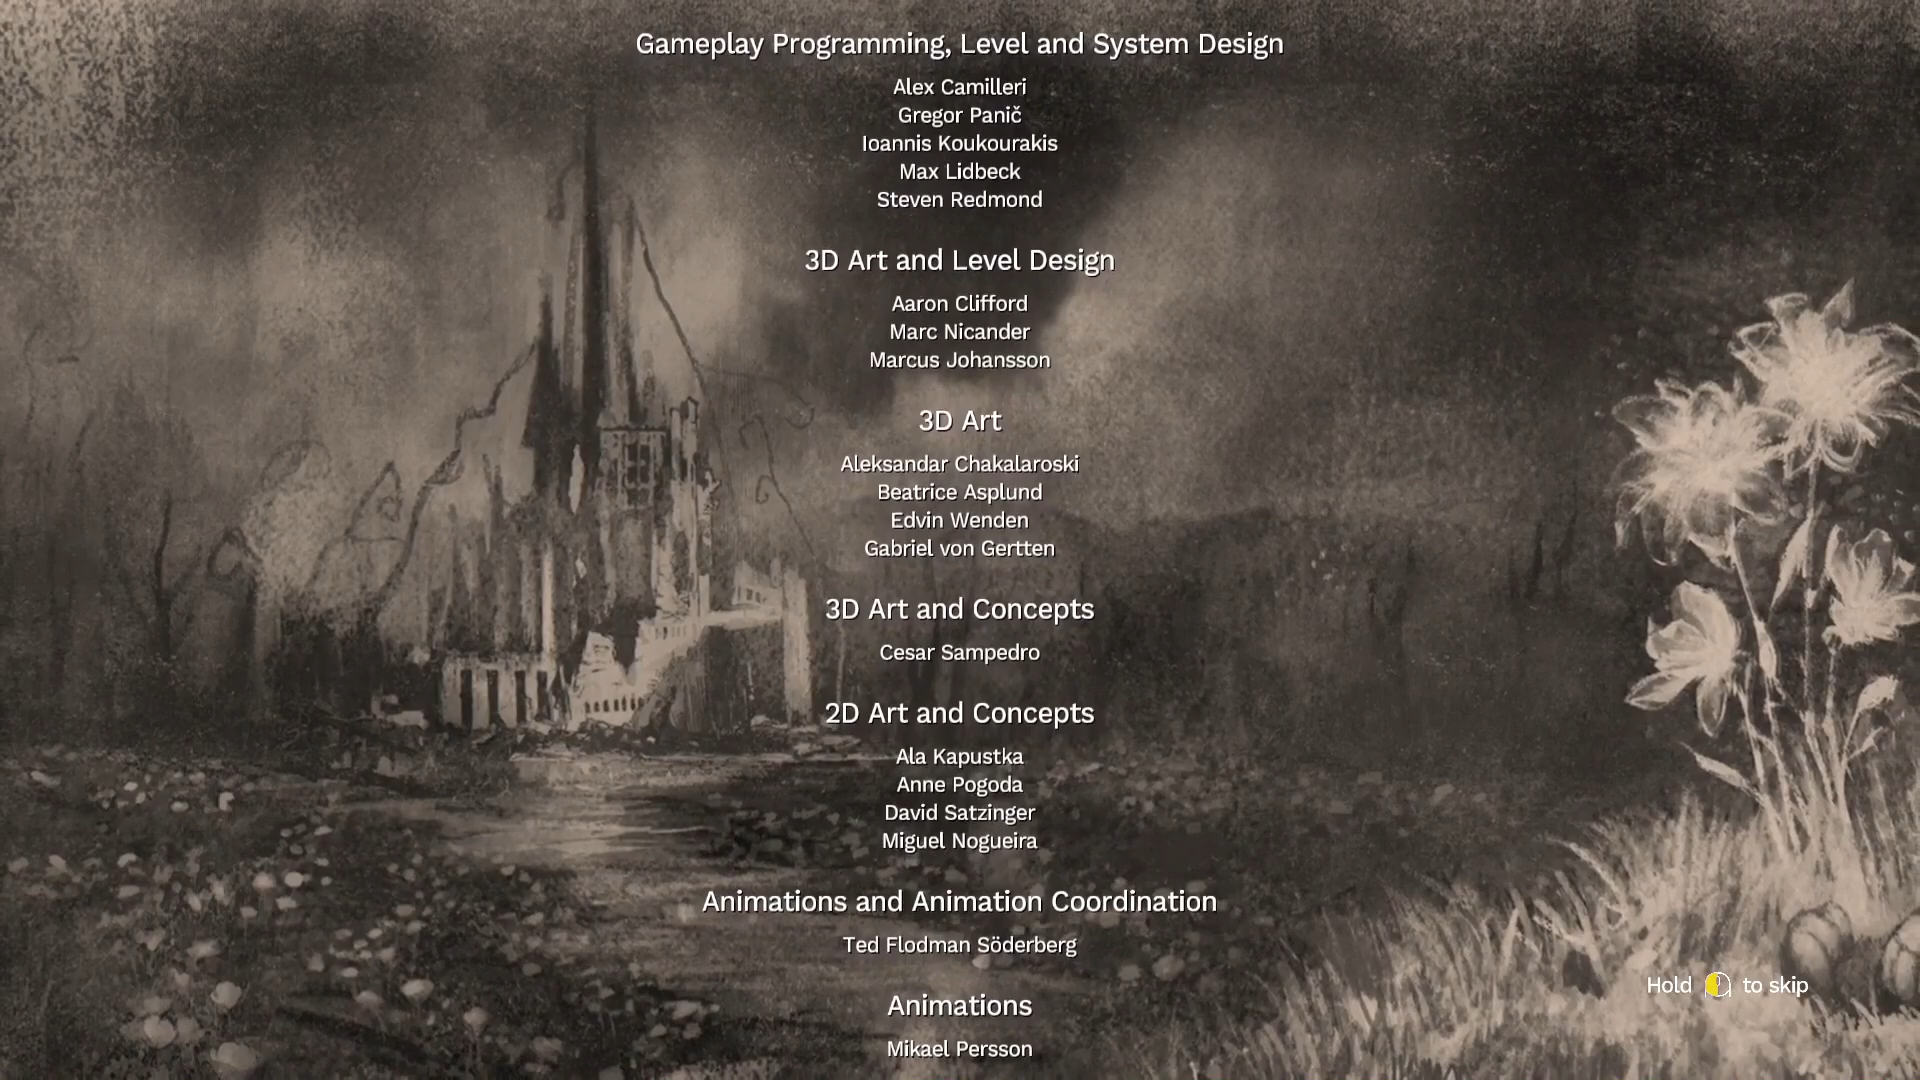 Gameplay Programming, Level and System Design
Alex Camilleri
Gregor Panič
Ioannis Koukourakis
Max Lidbeck
Steven Redmond
3D Art and Level Design
Aaron Clifford
Marc Nicander
Marcus Johansson
3D Art
Aleksandar Chakalaroski
Beatrice Asplund
Edvin Wenden
Gabriel von Gertten
3D Art and Concepts
Cesar Sampedro
2D Art and Concepts
Ala Kapustka
Anne Pogoda
David Satzinger
Miguel Nogueira
Animations and Animation Coordination
Ted Flodman Söderberg
Animations
Mikael Persson
Hold to skip